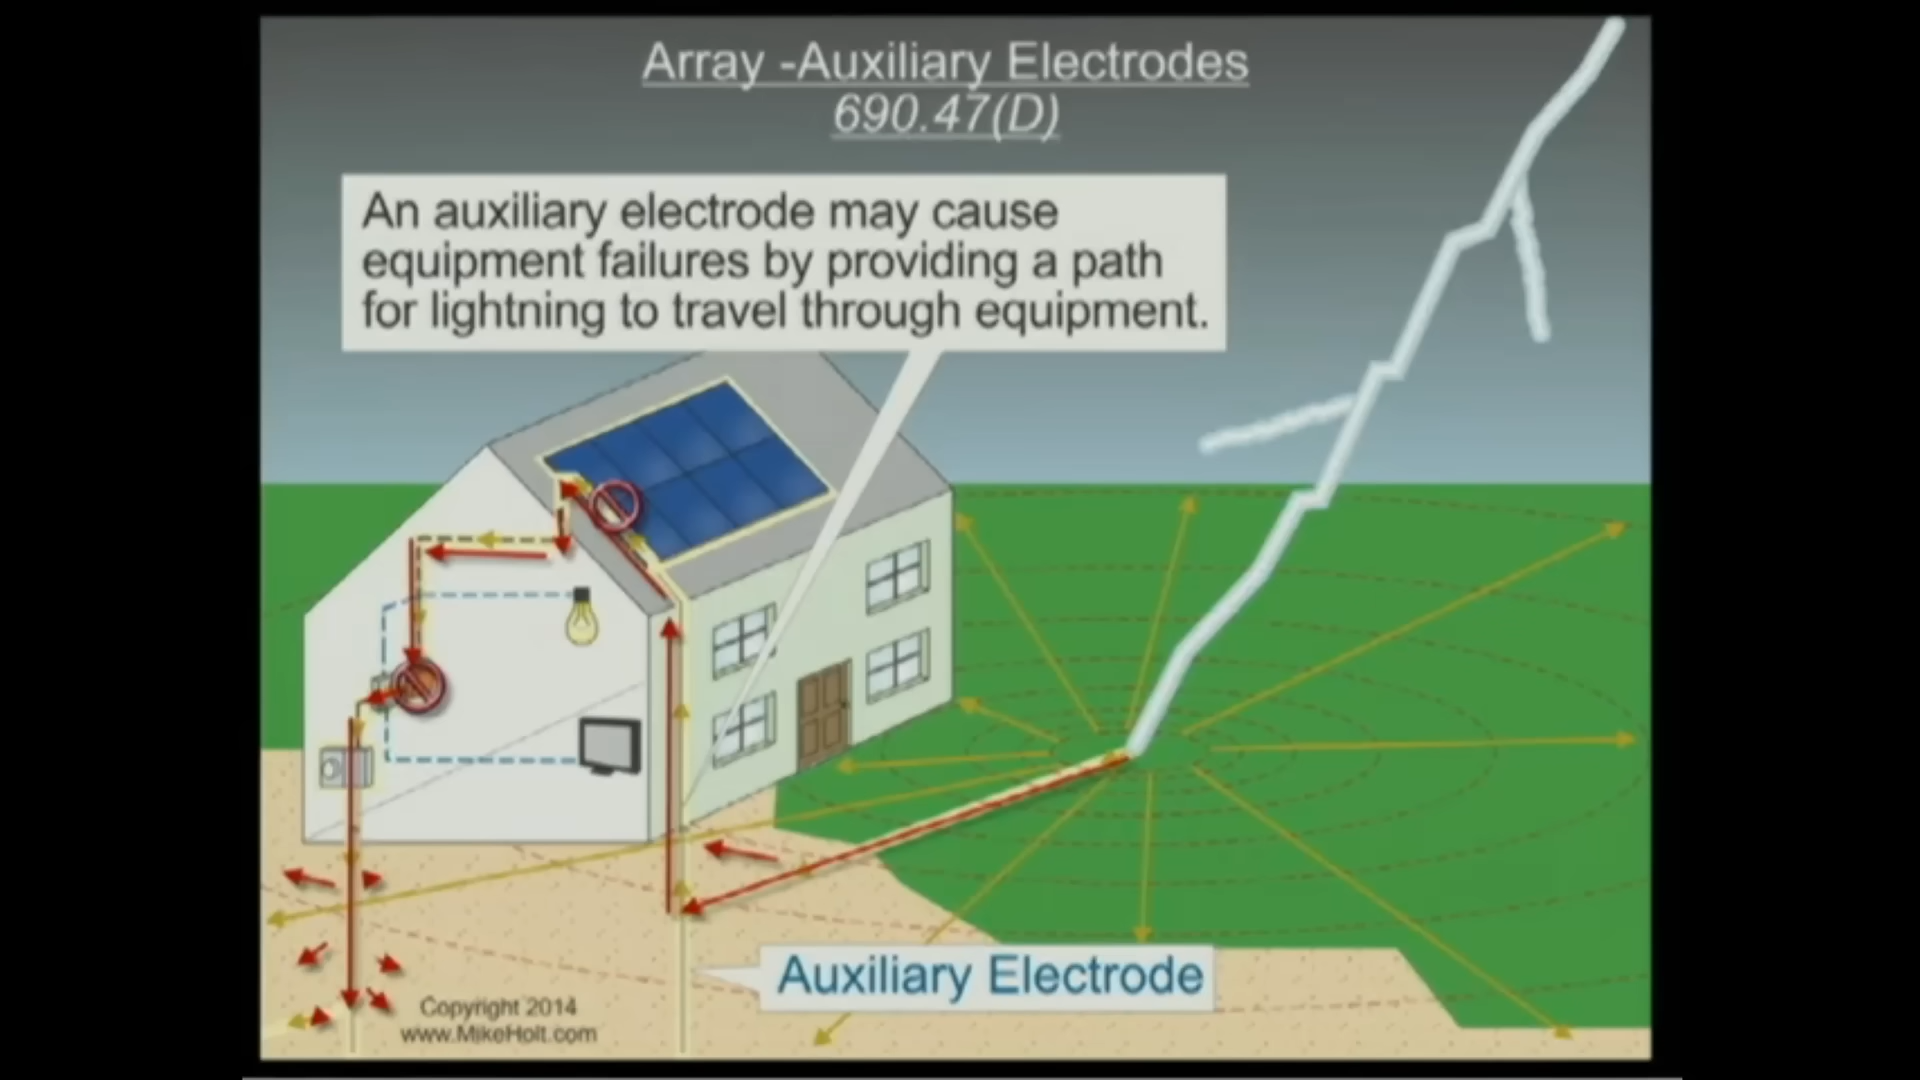 Array -Auxiliary Electrodes
690.47(D)
An auxiliary electrode may cause
equipment failures by providing a path
for lightning to travel through equipment.
Auxiliary Electrode
Copyright 2014
www.MikeHolt.com